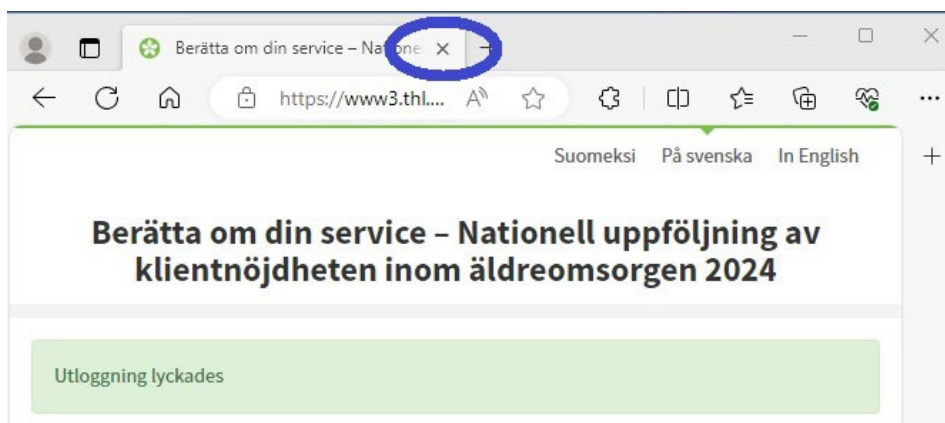 Berätta om din service – Natione
https://www3.thl....
Suomeksi På svenska In English
Berätta om din service – Nationell uppföljning av
klientnöjdheten inom äldreomsorgen 2024
Utloggning lyckades